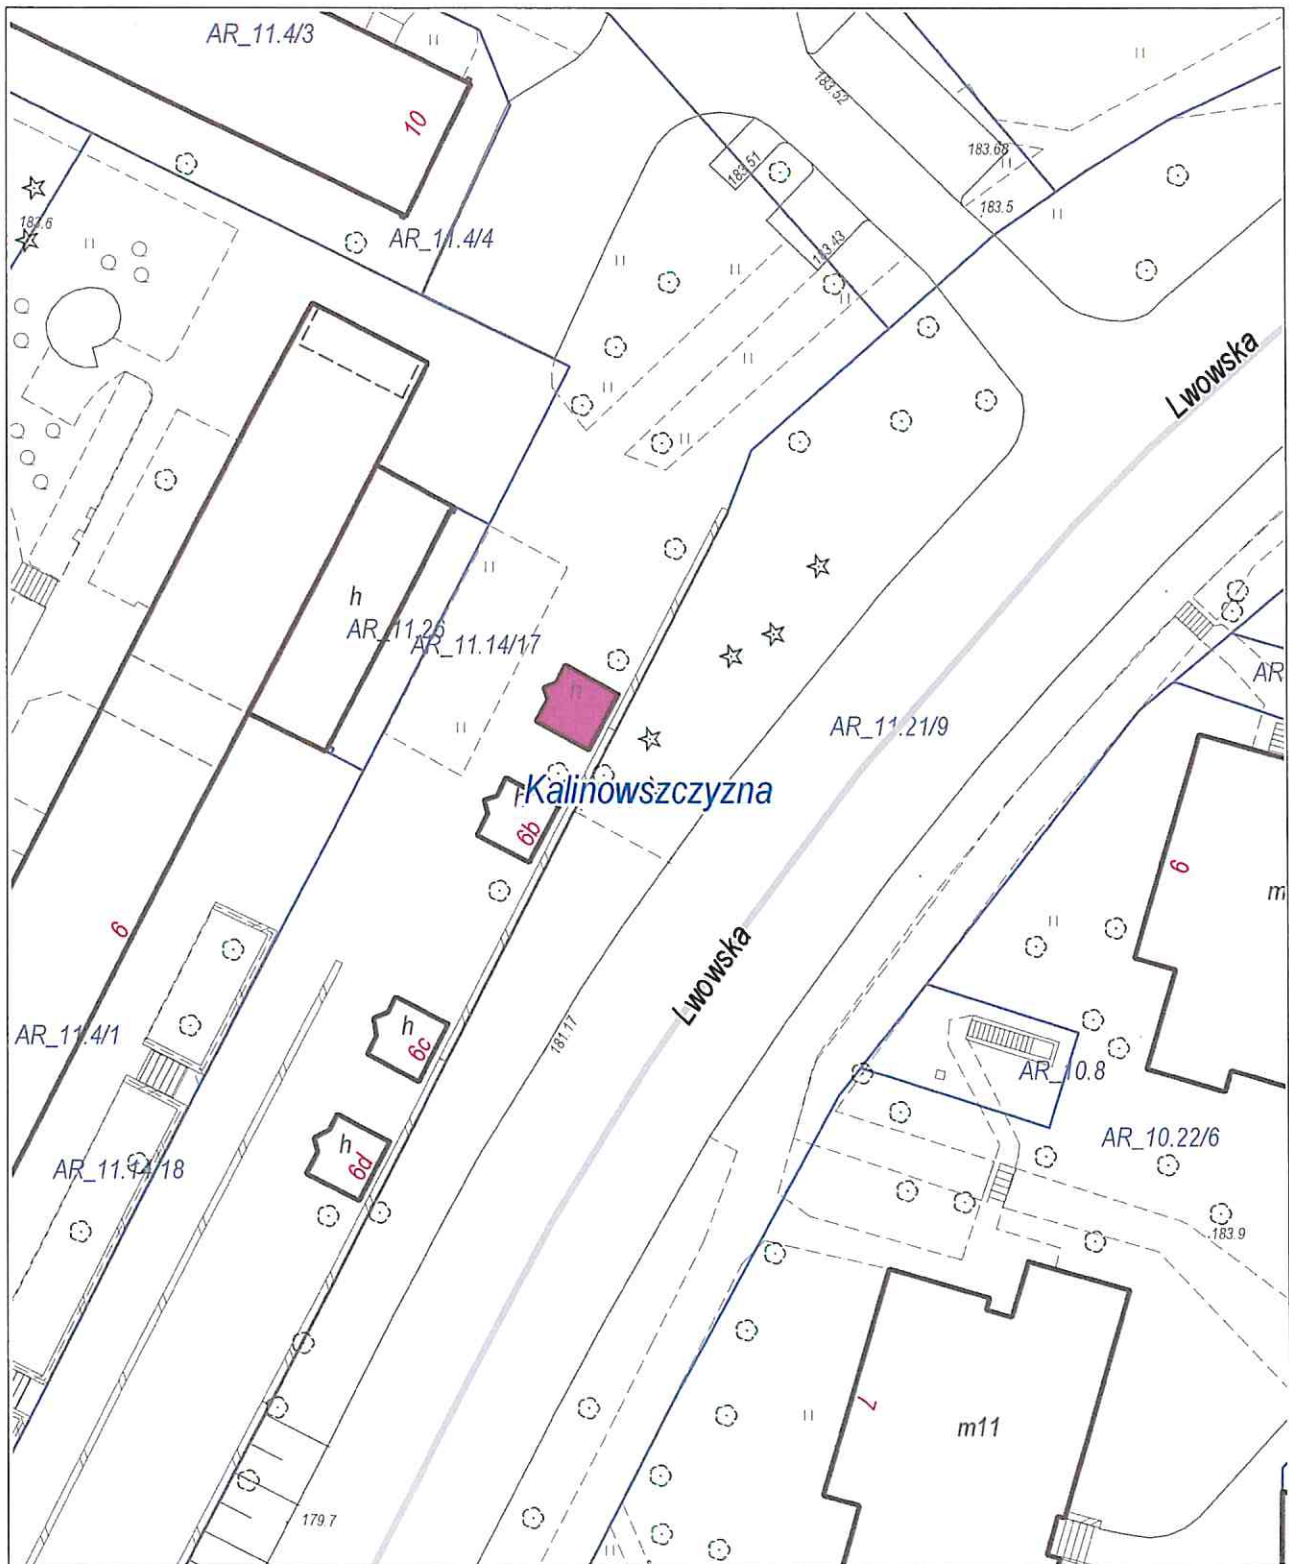 AR_11.4/3
10
183.52
183.51
183.68
183.5
183.6
AR_11.4/4
183.43
Lwowska
h
AR_11.26
AR_11.14/17
AR
h
AR_11.21/9
Kalinowszczyzna
6b
6
m
6
Lwowska
AR_11.4/1
h
6c
181.17
AR_10.8
h
6d
AR_11.14/18
AR_10.22/6
183.9
7
m11
179.7